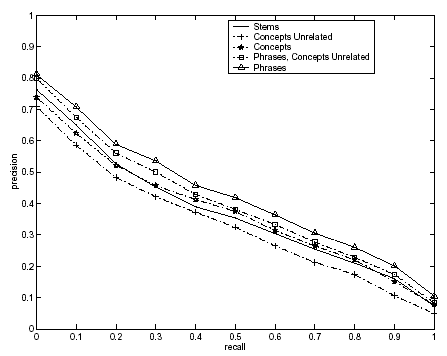 1
0.9
0.8
0.7
0.6
0.5
0.4
0.3
0.2
0.1
0
precision
Stems
Concepts Unrelated
Concepts
Phrases, Concepts Unrelated
Phrases
0 0.1 0.2 0.3 0.4 0.5 0.6 0.7 0.8 0.9 1
recall